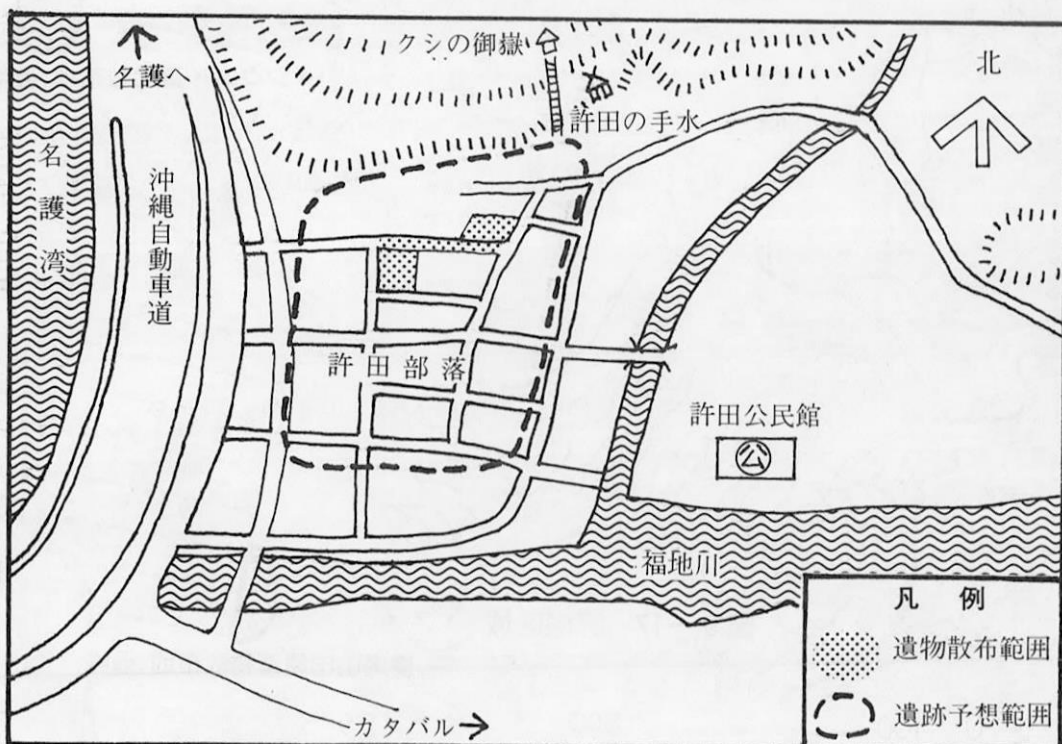 クシの御嶽
北
名護へ
許田の手水
名護湾
沖縄自動車道
許田部落
許田公民館
公
福地川
凡 例
遺物散布範囲
遺跡予想範囲
カタバル